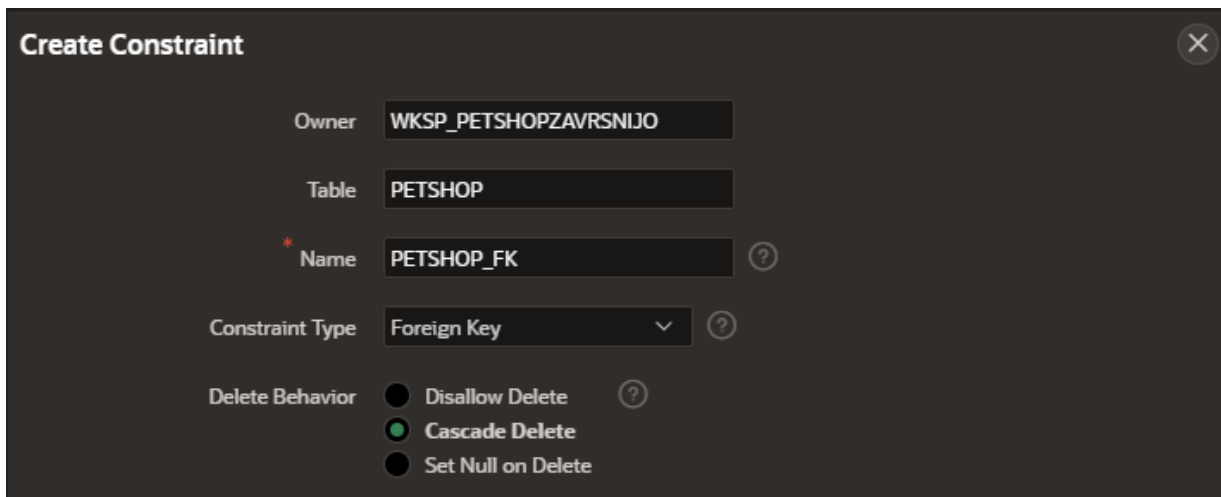 Create Constraint
Owner WKSP_PETSHOPZAVRSNIJO
Table PETSHOP
* Name PETSHOP_FK ?
Constraint Type Foreign Key ?
Delete Behavior Disallow Delete ?
Cascade Delete
Set Null on Delete